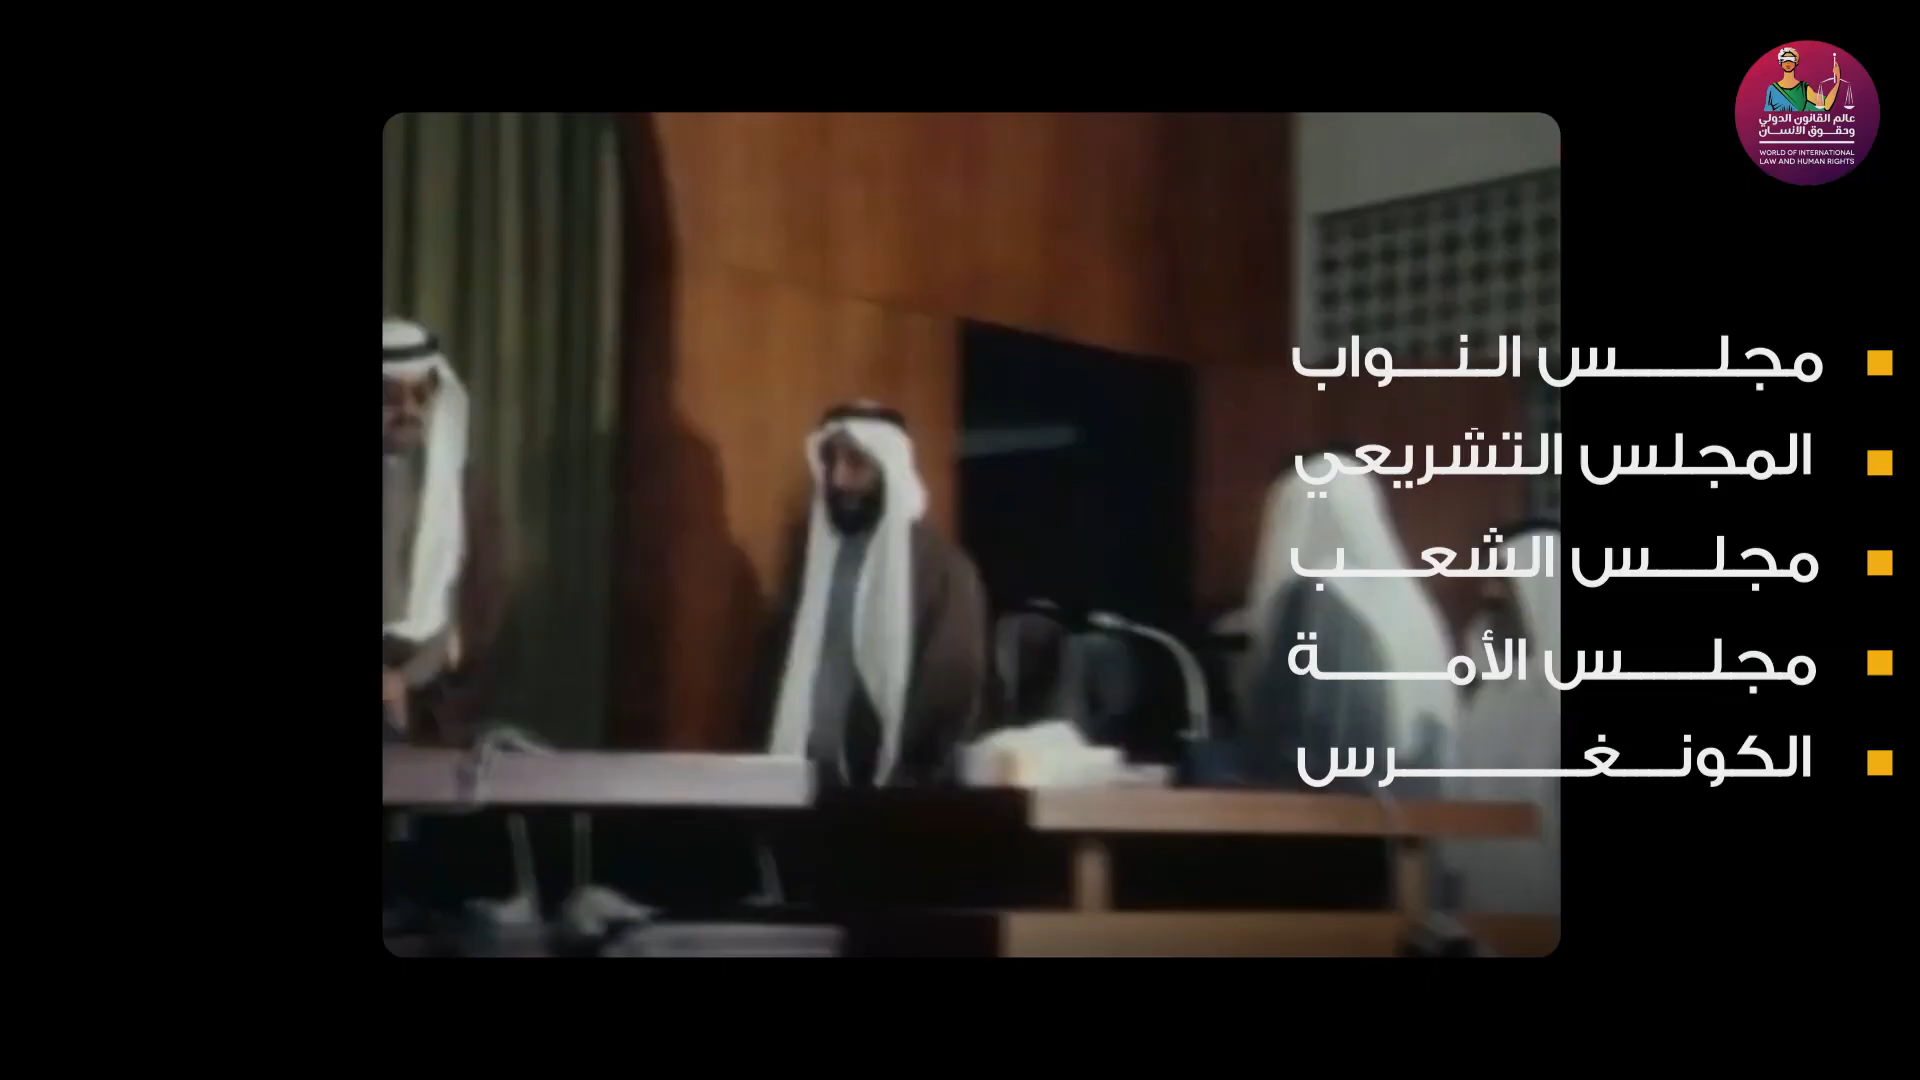 عالم القانون الدولي
وحقوق الانسان
WORLD OF INTERNATIONAL
LAW AND HUMAN RIGHTS
مجلس النواب
المجلس التشريعي
مجلس الشعب
مجلس الأمة
الكونغرس